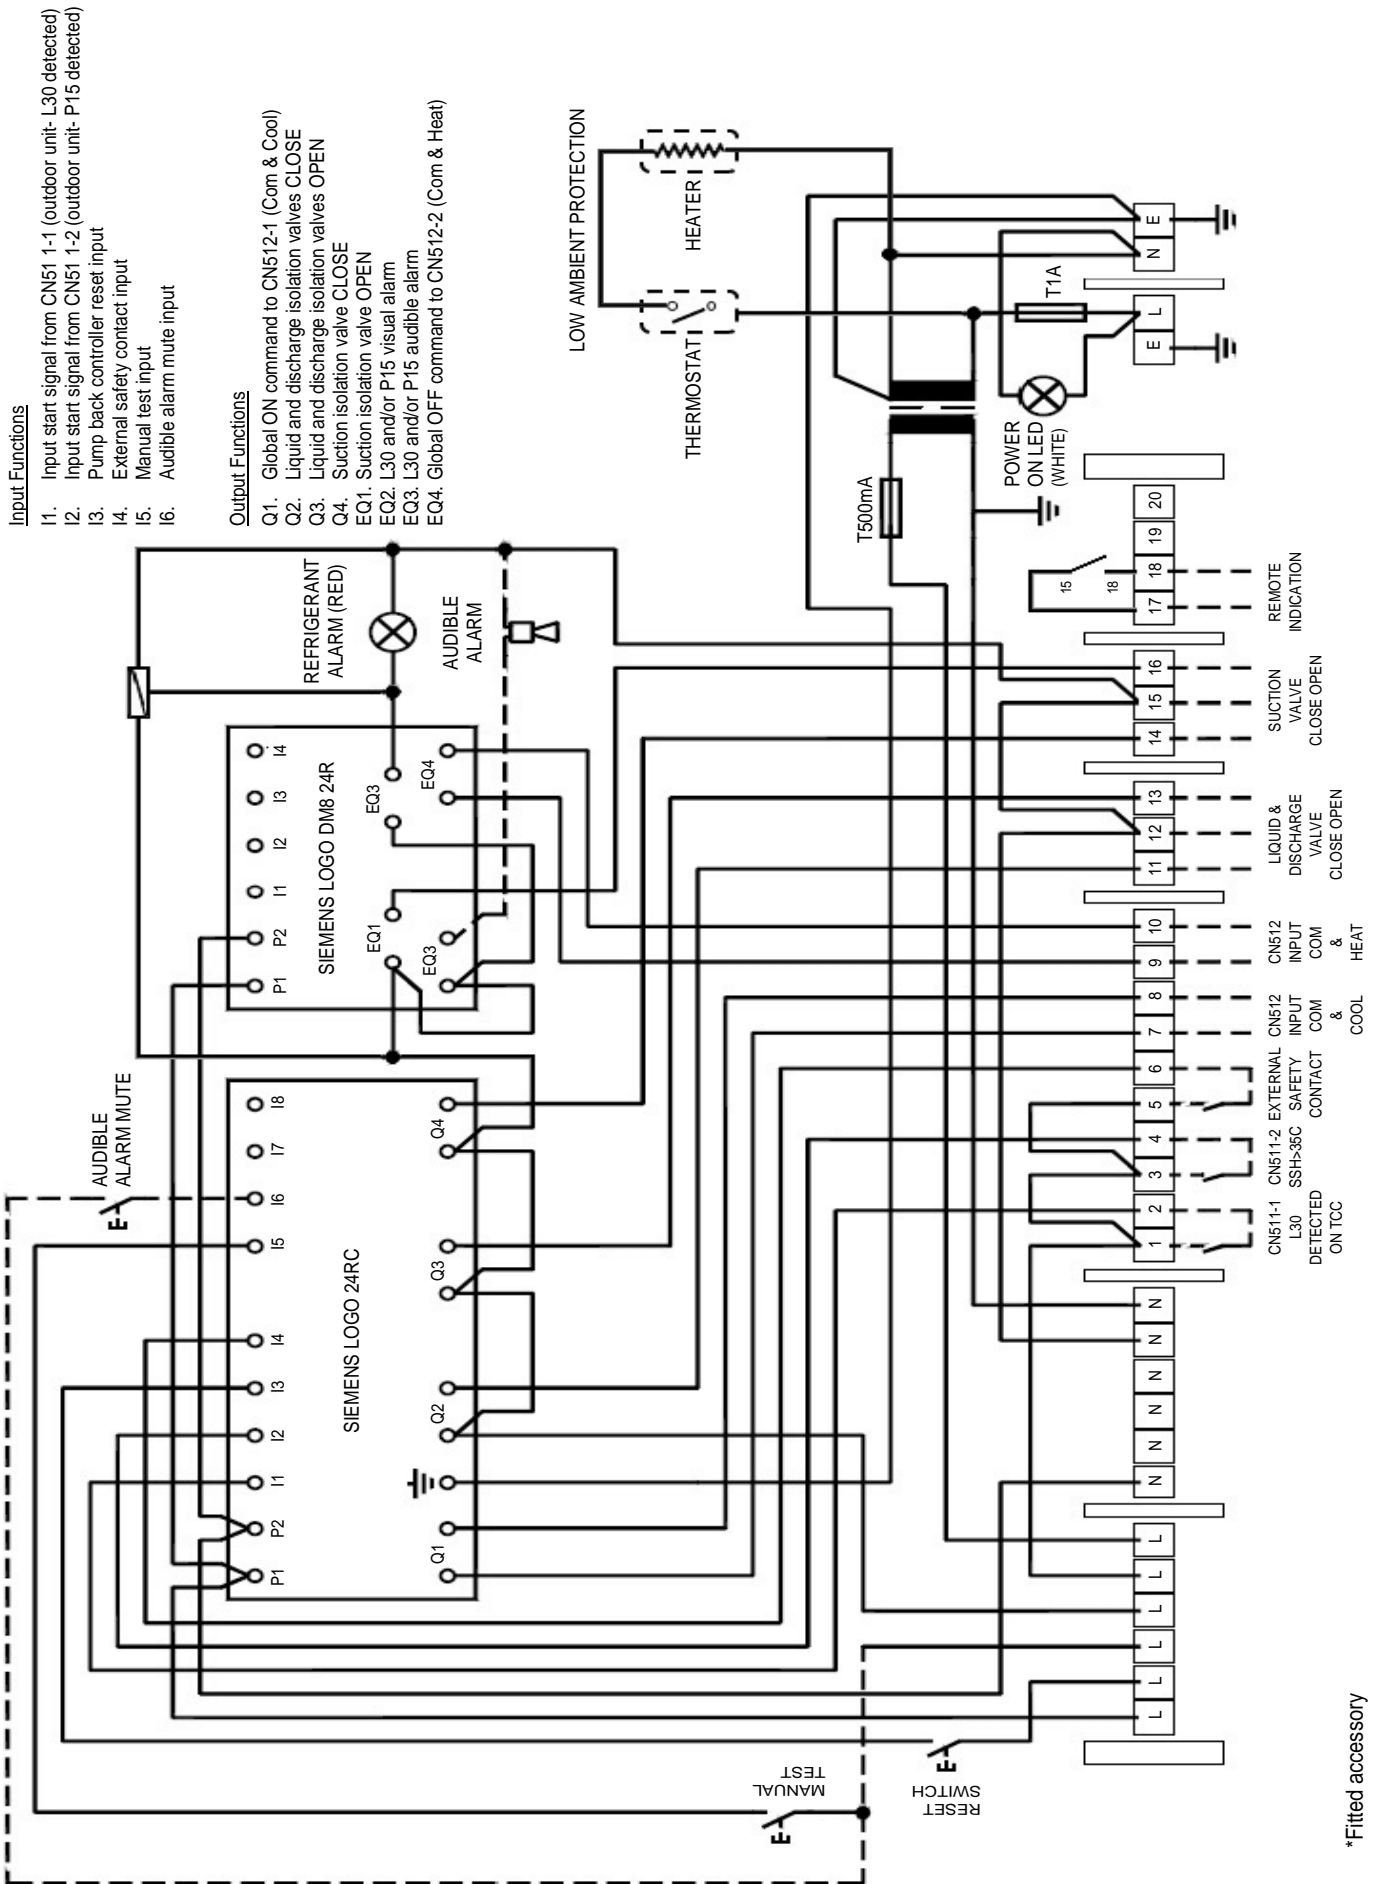 Input Functions
I1. Input start signal from CN51 1-1 (outdoor unit- L30 detected)
I2. Input start signal from CN51 1-2 (outdoor unit- P15 detected)
I3. Pump back controller reset input
I4. External safety contact input
I5. Manual test input
I6. Audible alarm mute input
Output Functions
Q1. Global ON command to CN512-1 (Com & Cool)
Q2. Liquid and discharge isolation valves CLOSE
Q3. Liquid and discharge isolation valves OPEN
Q4. Suction isolation valve CLOSE
EQ1. Suction isolation valve OPEN
EQ2. L30 and/or P15 visual alarm
EQ3. L30 and/or P15 audible alarm
EQ4. Global OFF command to CN512-2 (Com & Heat)
AUDIBLE
ALARM MUTE
P1 P2 I1 I2 I3 I4 I5 I6 I7 I8
SIEMENS LOGO 24RC
Q1 Q2 Q3 Q4
P1 P2 I1 I2 I3 I4
SIEMENS LOGO DM8 24R
EQ1 EQ3
EQ3 EQ4
REFRIGERANT
ALARM (RED)
AUDIBLE
ALARM
LOW AMBIENT PROTECTION
THERMOSTAT
HEATER
T500mA
POWER
ON LED
(WHITE)
T1A
MANUAL
TEST
RESET
SWITCH
15 18
L L L L L L
N N N N N N
1 2 3 4 5 6 7 8 9 10
11 12 13
14 15 16
17 18 19 20
E L
N E
CN511-1
L30
DETECTED
ON TCC
CN511-2
SSH>35C
EXTERNAL
SAFETY
CONTACT
CN512
INPUT
COM
&
COOL
CN512
INPUT
COM
&
HEAT
LIQUID &
DISCHARGE
VALVE
CLOSE OPEN
SUCTION
VALVE
CLOSE OPEN
REMOTE
INDICATION
*Fitted accessory